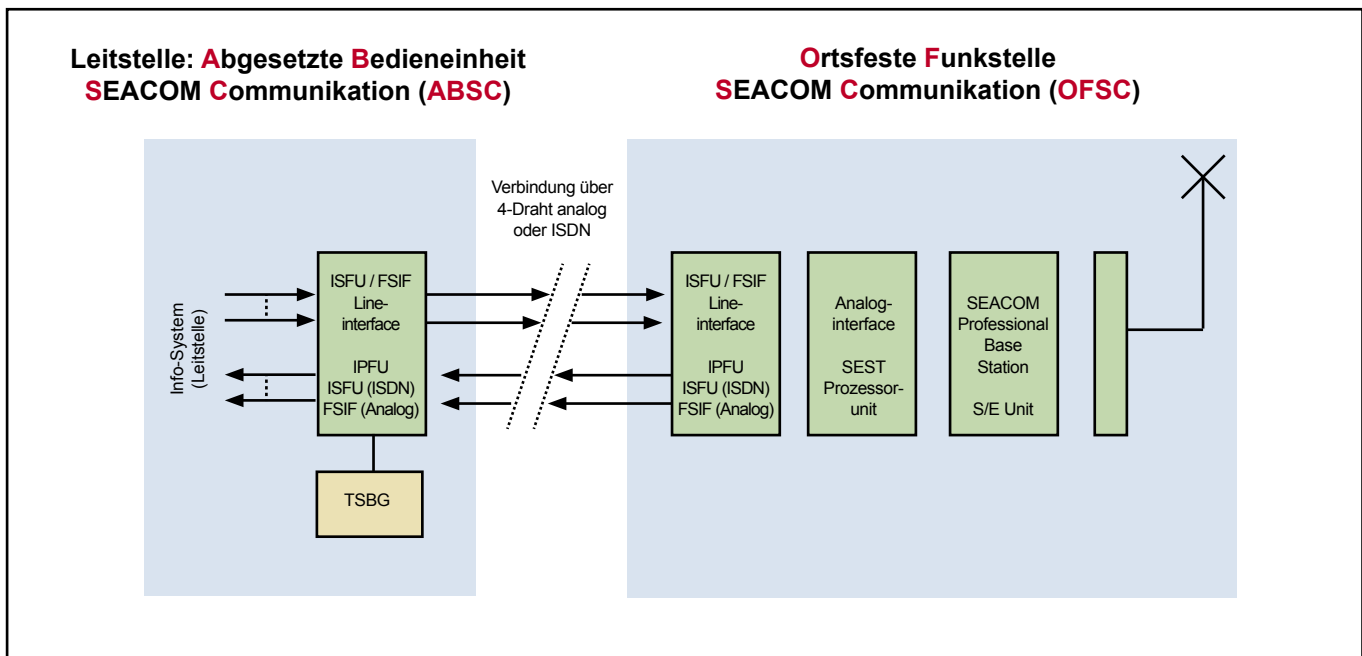 Leitstelle: Abgesetzte Bedieneinheit
SEACOM Communikation (ABSC)
Ortsfeste Funkstelle
SEACOM Communikation (OFSC)
Info-System
(Leitstelle)
ISFU / FSIF
Line-
interface
IPFU
ISFU (ISDN)
FSIF (Analog)
TSBG
Verbindung über
4-Draht analog
oder ISDN
ISFU / FSIF
Line-
interface
IPFU
ISFU (ISDN)
FSIF (Analog)
Analog-
interface
SEST
Prozessor-
unit
SEACOM
Professional
Base
Station
S/E Unit